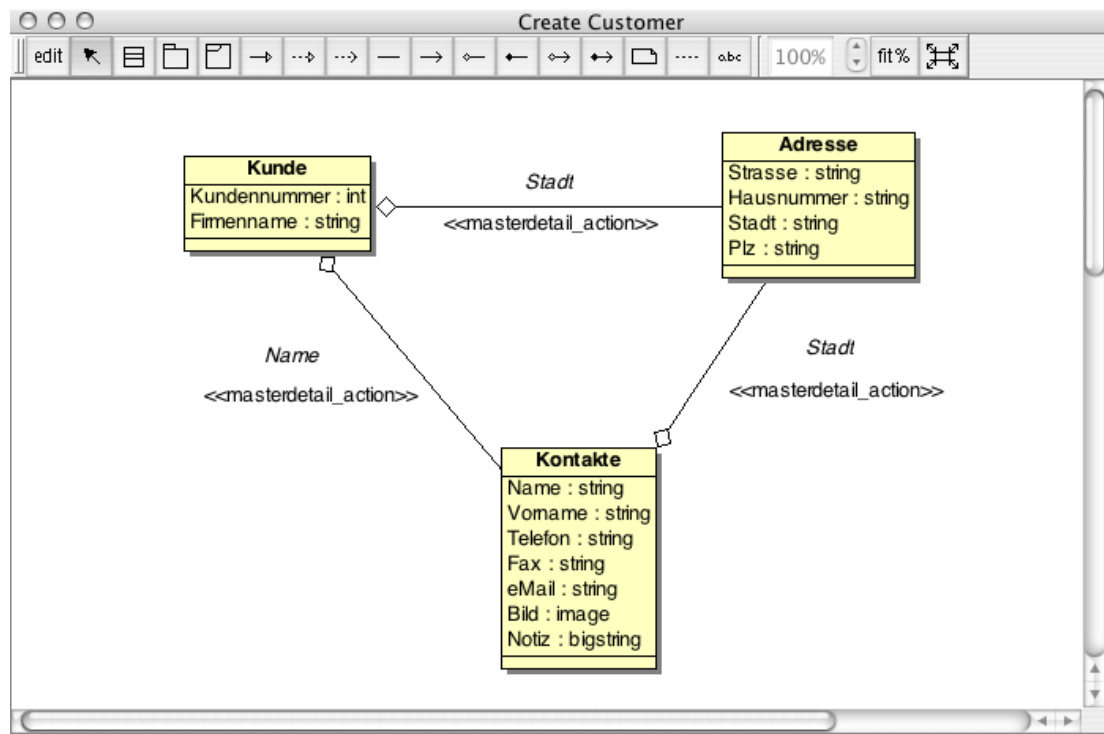 Create Customer
edit
abc
100%
fit%
Kunde
Kundennummer : int
Firmenname : string
Stadt
<<masterdetail_action>>
Adresse
Strasse : string
Hausnummer : string
Stadt : string
Plz : string
Name
<<masterdetail_action>>
Stadt
<<masterdetail_action>>
Kontakte
Name : string
Vorname : string
Telefon : string
Fax : string
eMail : string
Bild : image
Notiz : bigstring